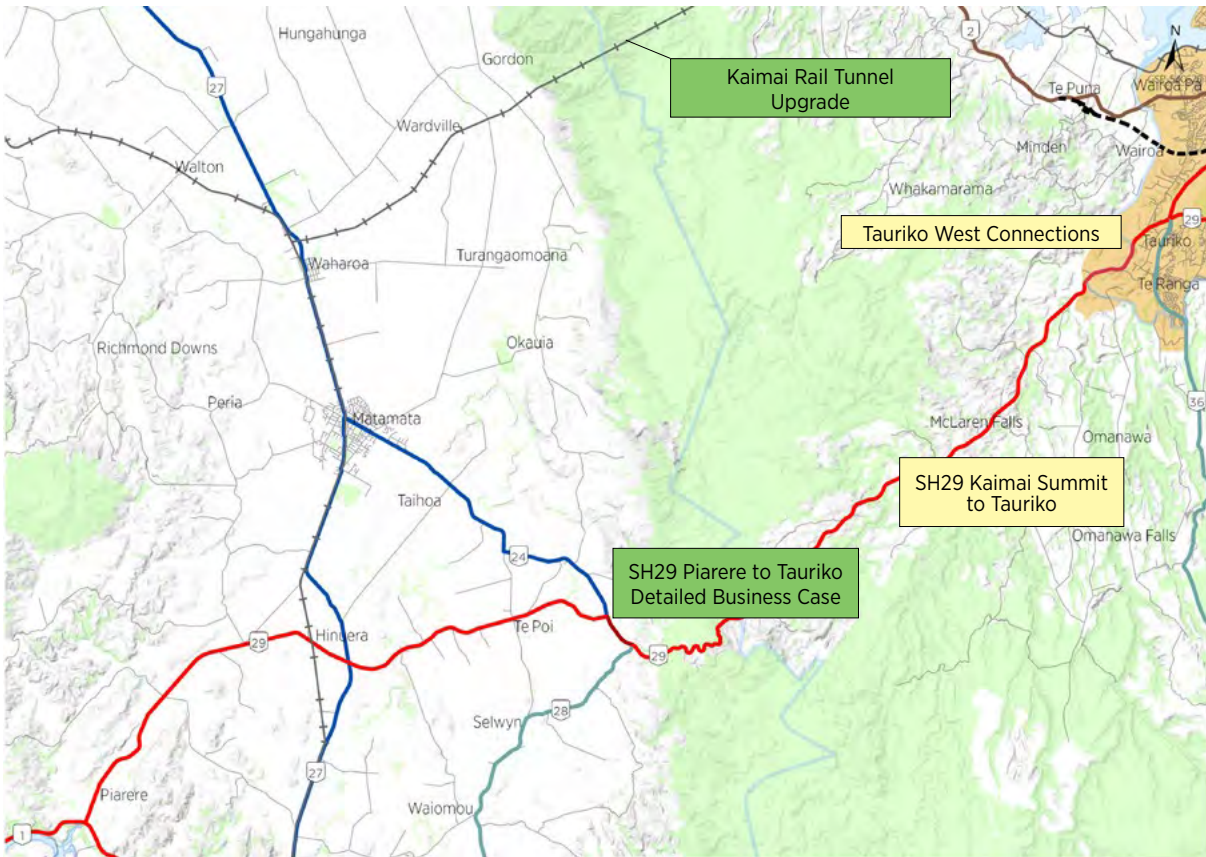 Hungahunga
Gordon
2
N
27
Kaimai Rail Tunnel
Upgrade
Te Puna
Wairoa Pa
Wardville
Minden
Wairoa
Walton
Whakamarama
Tauriko West Connections
29
Tauriko
Waharoa
Turangaomoana
Te Ranga
Okauia
Richmond Downs
Peria
36
Matamata
McLaren Falls
Omanawa
SH29 Kaimai Summit
to Tauriko
Taihoa
Omanawa Falls
24
SH29 Piarere to Tauriko
Detailed Business Case
Te Poi
29
Hinuera
29
Selwyn
28
27
Piarere
Waiomou
1